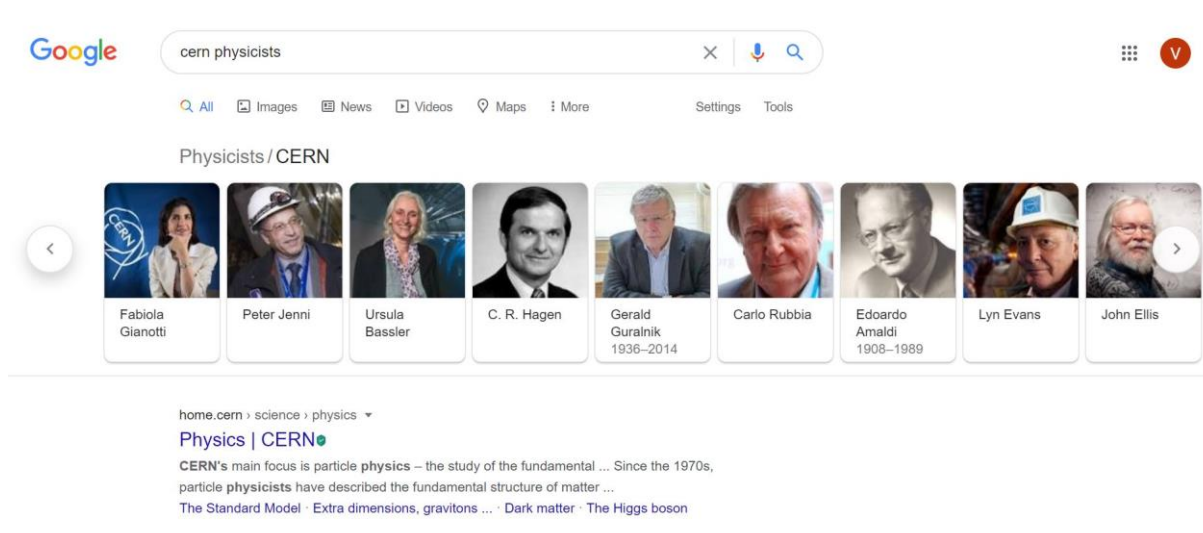 Google
cern physicists
V
All Images News Videos Maps More Settings Tools
Physicists / CERN
CERN
Fabiola
Gianotti
Peter Jenni
Ursula
Bassler
C. R. Hagen
Gerald
Guralnik
1936–2014
Carlo Rubbia
Edoardo
Amaldi
1908–1989
Lyn Evans
John Ellis
home.cern › science › physics
Physics | CERN
CERN's main focus is particle physics – the study of the fundamental ... Since the 1970s,
particle physicists have described the fundamental structure of matter ...
The Standard Model · Extra dimensions, gravitons ... · Dark matter · The Higgs boson